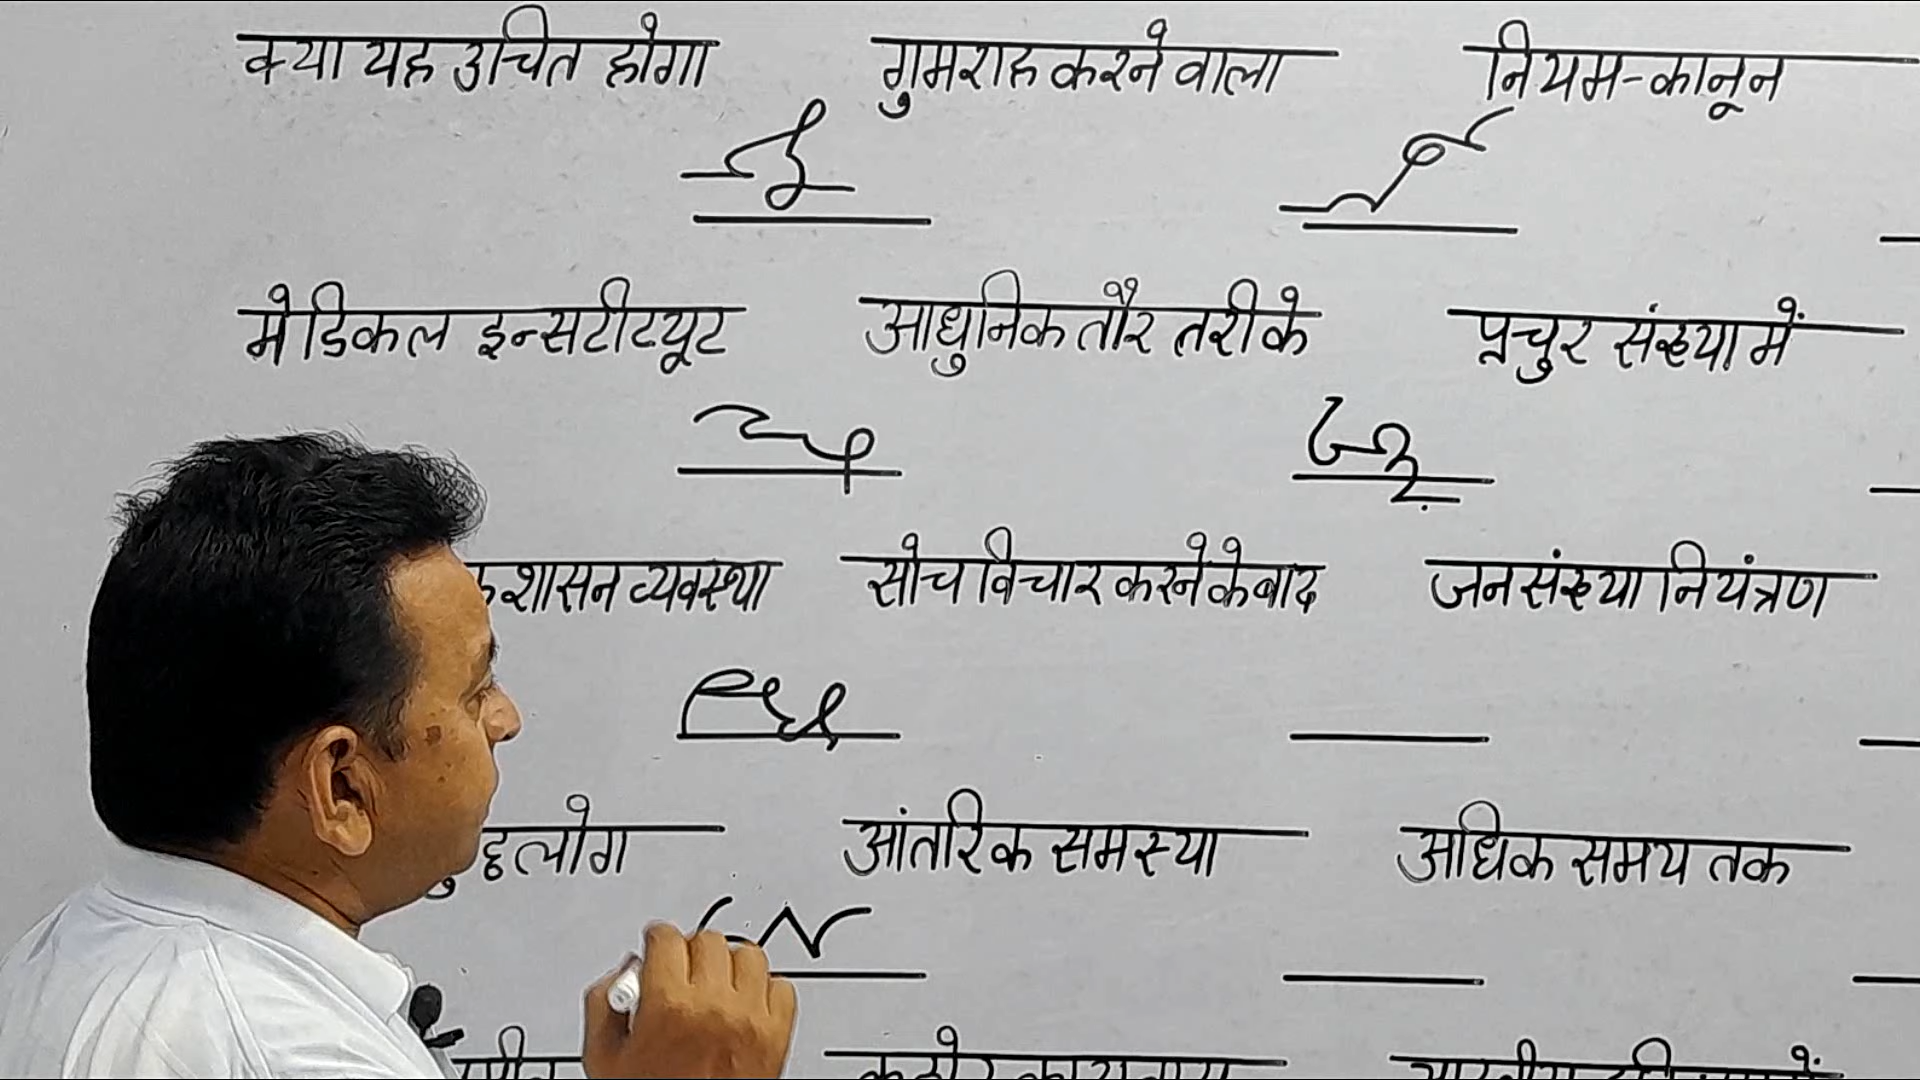 क्या यह उचित होगा गुमराह करने वाला नियम-कानून
मेडिकल इन्सटीटयूट आधुनिक तौर तरीके प्रचुर संख्या में
शासन व्यवस्था सोच विचार करने के बाद जनसंख्या नियंत्रण
लोग आंतरिक समस्या अधिक समय तक